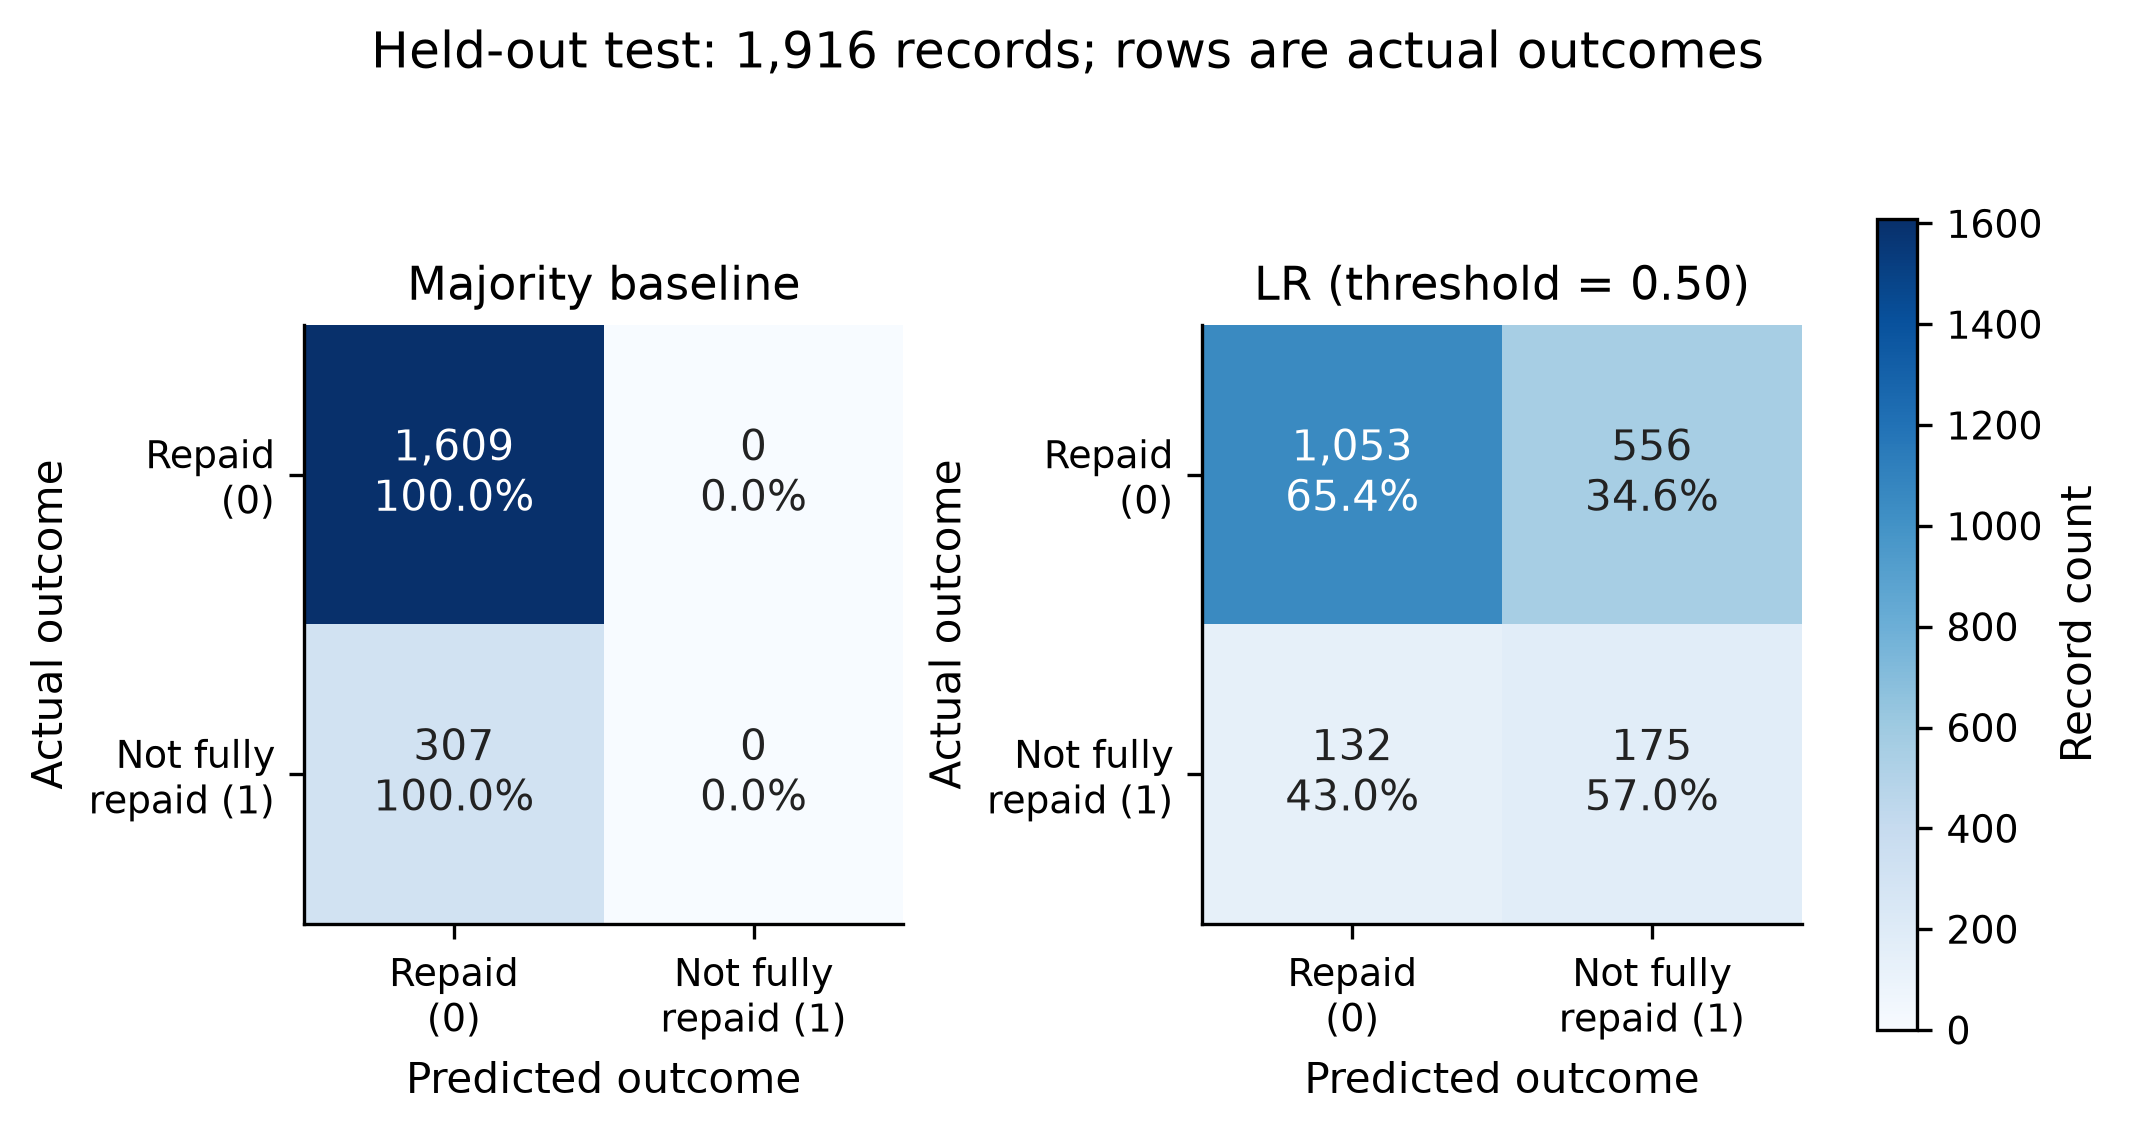 Held-out test: 1,916 records; rows are actual outcomes
Majority baseline
Actual outcome
Repaid
(0)
Not fully
repaid (1)
1,609
100.0%
0
0.0%
307
100.0%
0
0.0%
Repaid
(0)
Not fully
repaid (1)
Predicted outcome
LR (threshold = 0.50)
Actual outcome
Repaid
(0)
Not fully
repaid (1)
1,053
65.4%
556
34.6%
132
43.0%
175
57.0%
Repaid
(0)
Not fully
repaid (1)
Predicted outcome
1600
1400
1200
1000
800
600
400
200
0
Record count